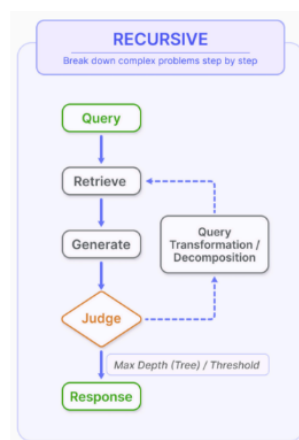 RECURSIVE
Break down complex problems step by step
Query
Retrieve
Generate
Query
Transformation /
Decomposition
Judge
Max Depth (Tree) / Threshold
Response